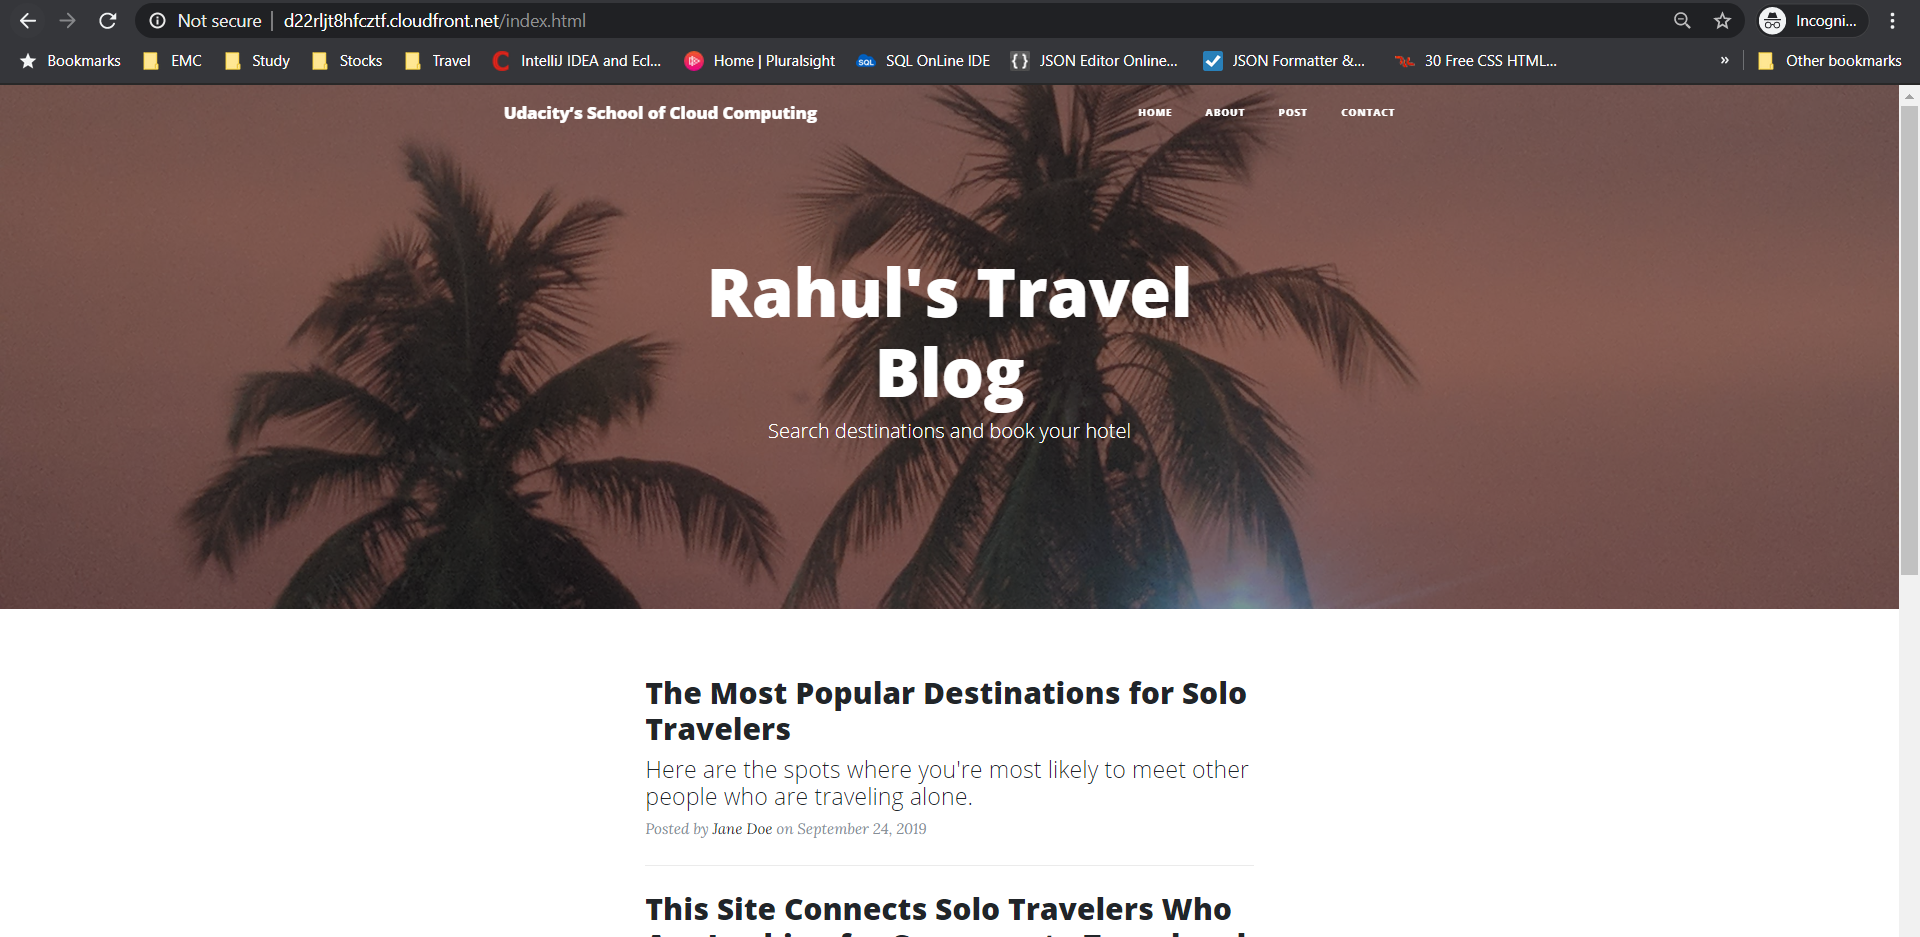 Not secure d22rljt8hfcztf.cloudfront.net/index.html Incogni...
Bookmarks EMC Study Stocks Travel IntelliJ IDEA and Ecl... Home | Pluralsight SQL SQL OnLine IDE {} JSON Editor Online... JSON Formatter &... 30 Free CSS HTML... » Other bookmarks
Udacity's School of Cloud Computing HOME ABOUT POST CONTACT
Rahul's Travel
Blog
Search destinations and book your hotel
The Most Popular Destinations for Solo
Travelers
Here are the spots where you're most likely to meet other
people who are traveling alone.
Posted by Jane Doe on September 24, 2019
This Site Connects Solo Travelers Who